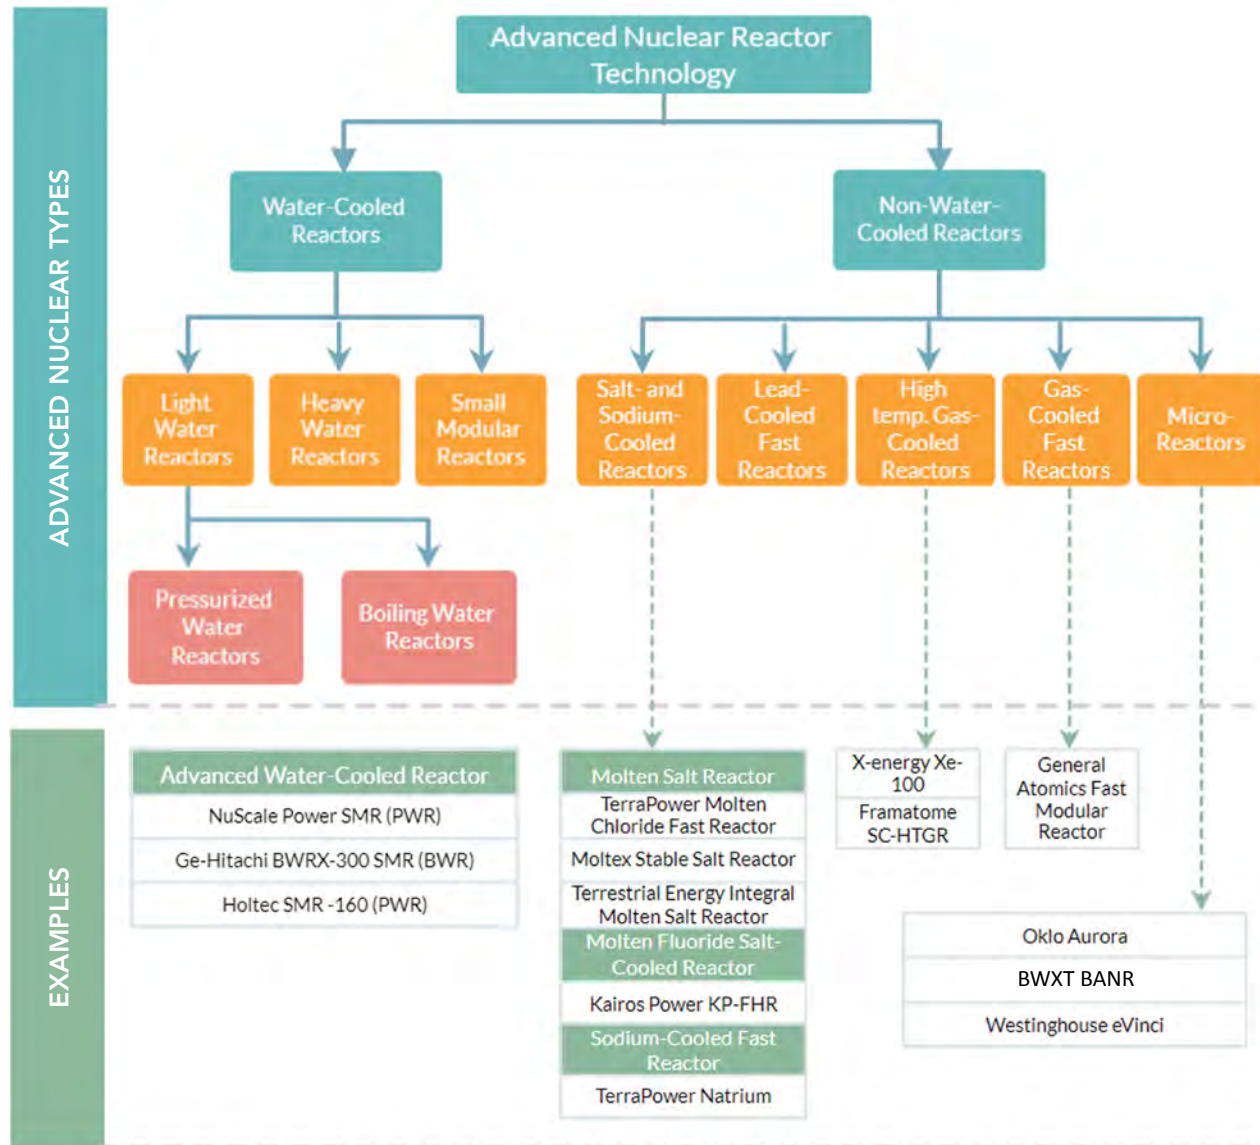 Advanced Nuclear Reactor
Technology
ADVANCED NUCLEAR TYPES
Water-Cooled
Reactors
Non-Water-
Cooled Reactors
Light
Water
Reactors
Heavy
Water
Reactors
Small
Modular
Reactors
Salt- and
Sodium-
Cooled
Reactors
Lead-
Cooled
Fast
Reactors
High
temp. Gas-
Cooled
Reactors
Gas-
Cooled
Fast
Reactors
Micro-
Reactors
Pressurized
Water
Reactors
Boiling Water
Reactors
EXAMPLES
Advanced Water-Cooled Reactor
NuScale Power SMR (PWR)
Ge-Hitachi BWRX-300 SMR (BWR)
Holtec SMR -160 (PWR)
Molten Salt Reactor
TerraPower Molten
Chloride Fast Reactor
Moltex Stable Salt Reactor
Terrestrial Energy Integral
Molten Salt Reactor
Molten Fluoride Salt-
Cooled Reactor
Kairos Power KP-FHR
Sodium-Cooled Fast
Reactor
TerraPower Natrium
X-energy Xe-
100
Framatome
SC-HTGR
General
Atomics Fast
Modular
Reactor
Oklo Aurora
BWXT BANR
Westinghouse eVinci